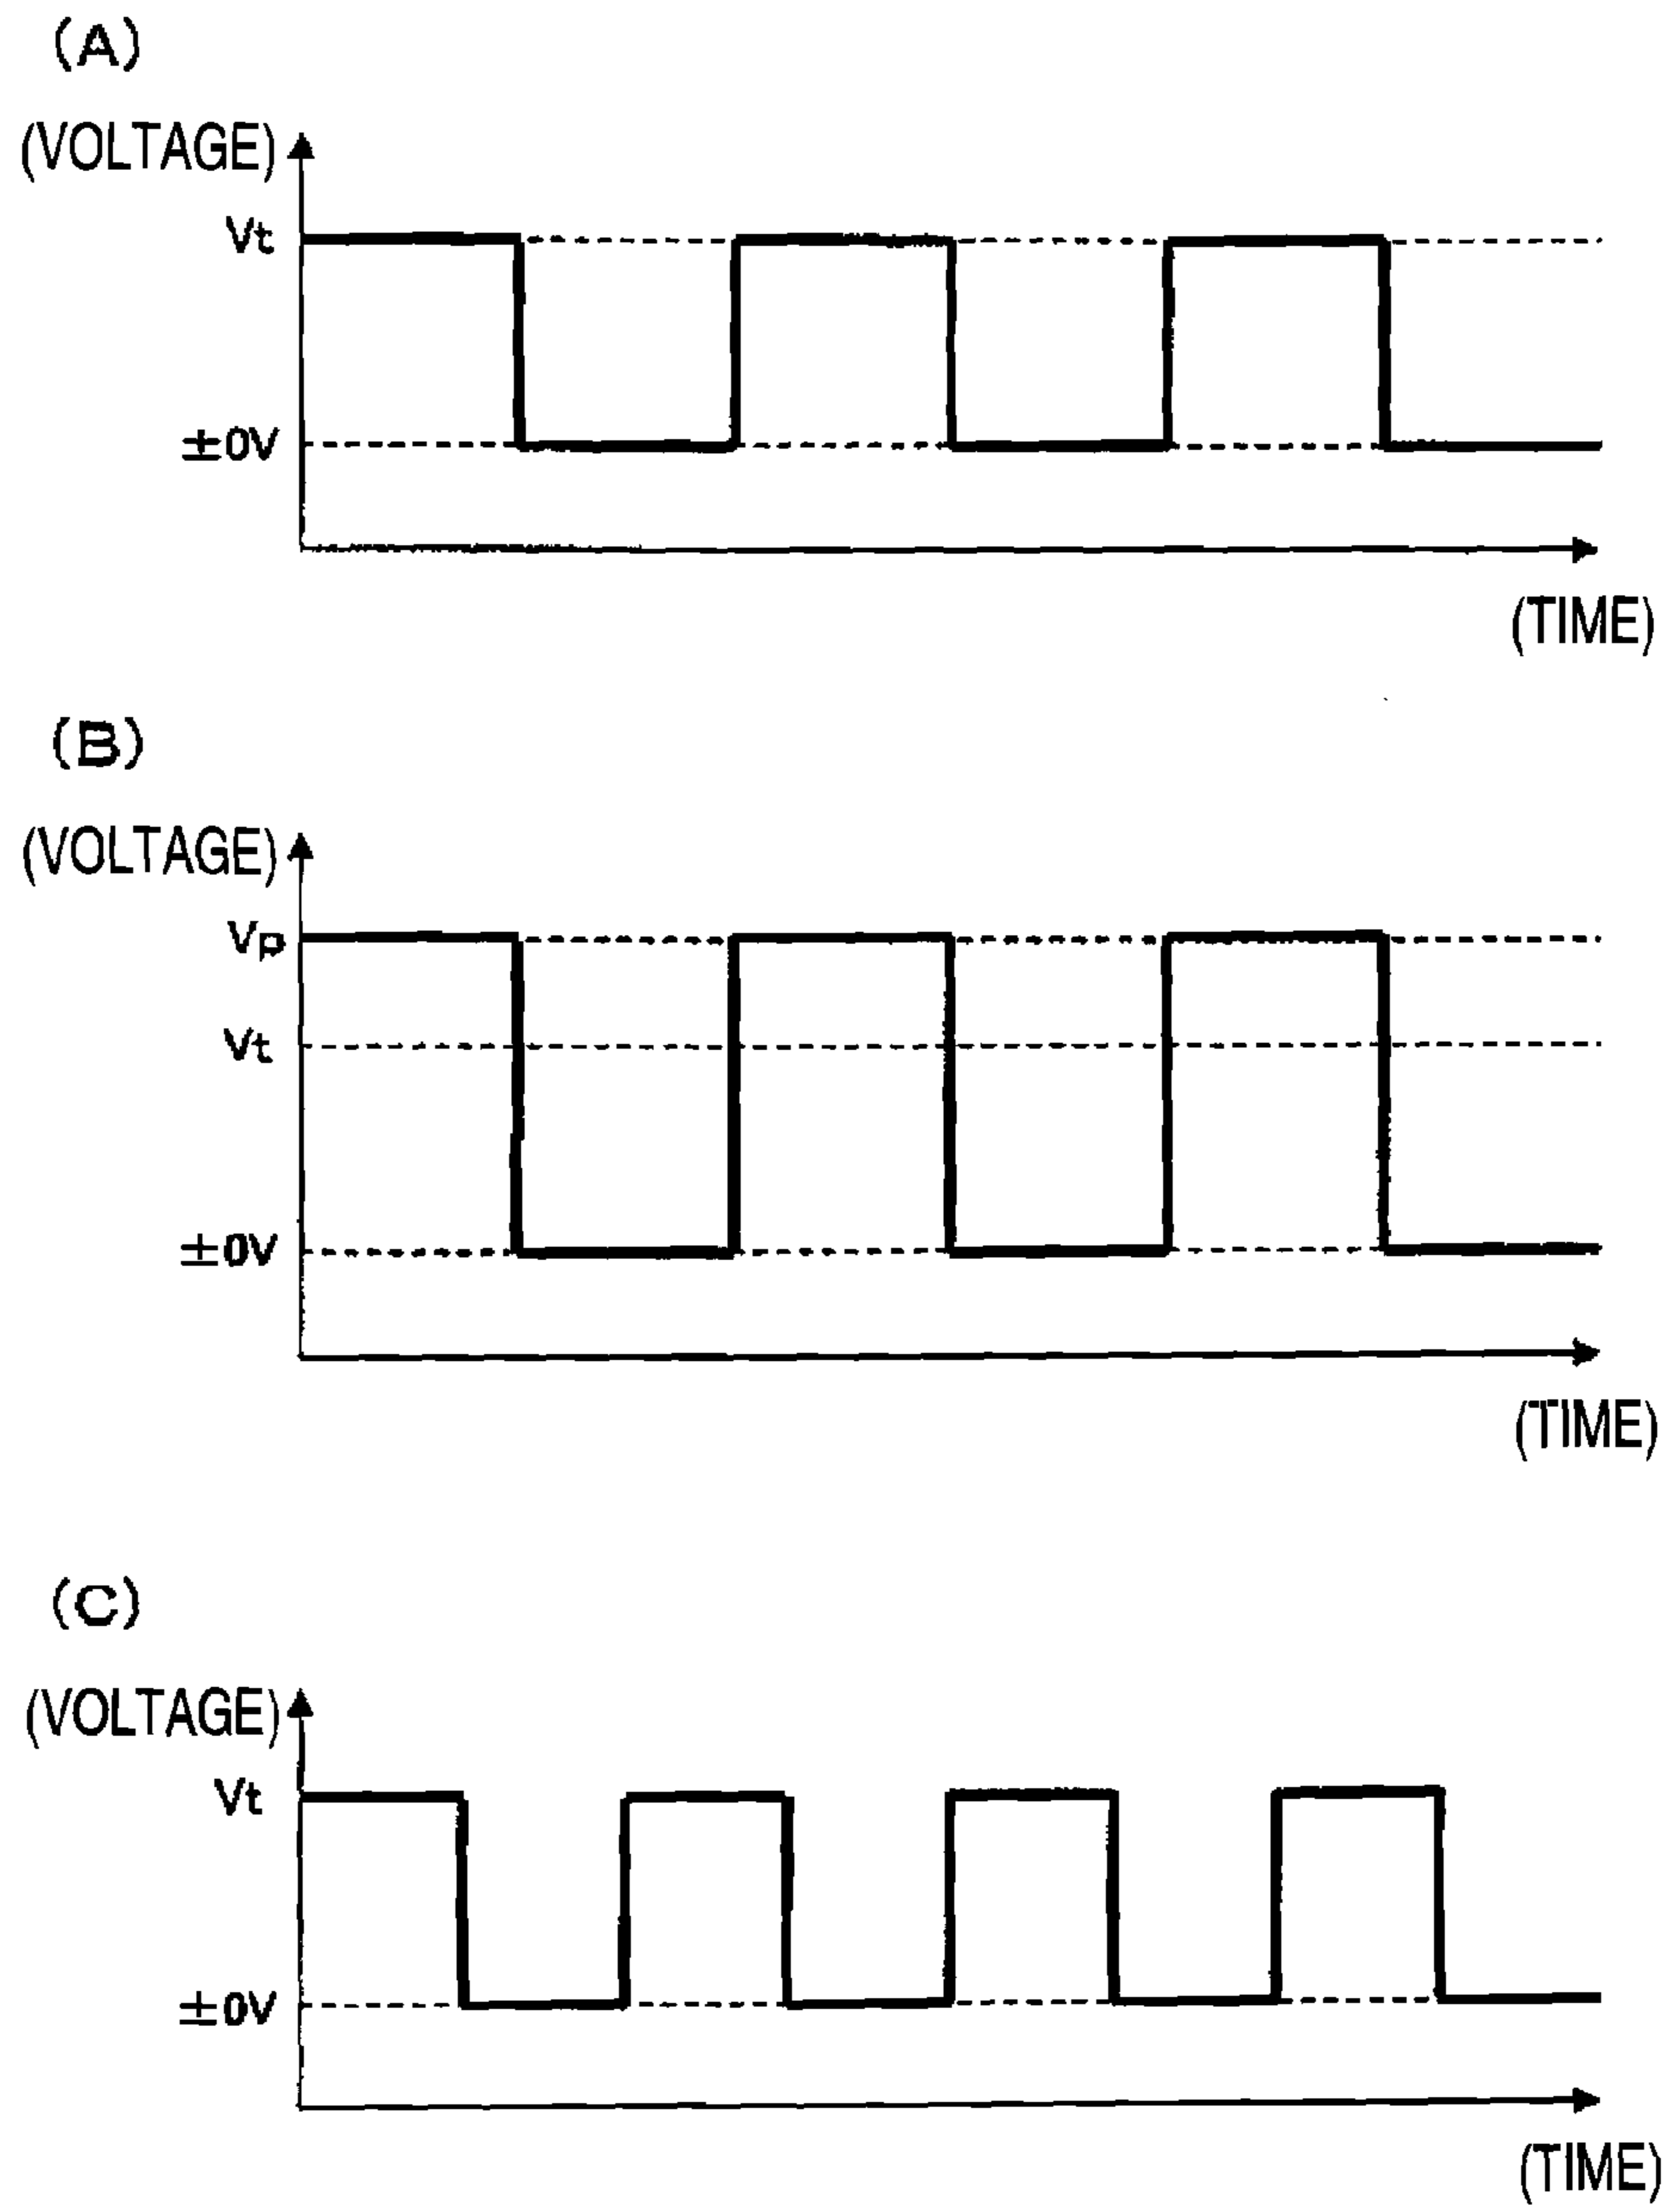 (A)
(VOLTAGE)
Vt
±0V
(TIME)
(B)
(VOLTAGE)
Vp
Vt
±0V
(TIME)
(C)
(VOLTAGE)
Vt
±0V
(TIME)